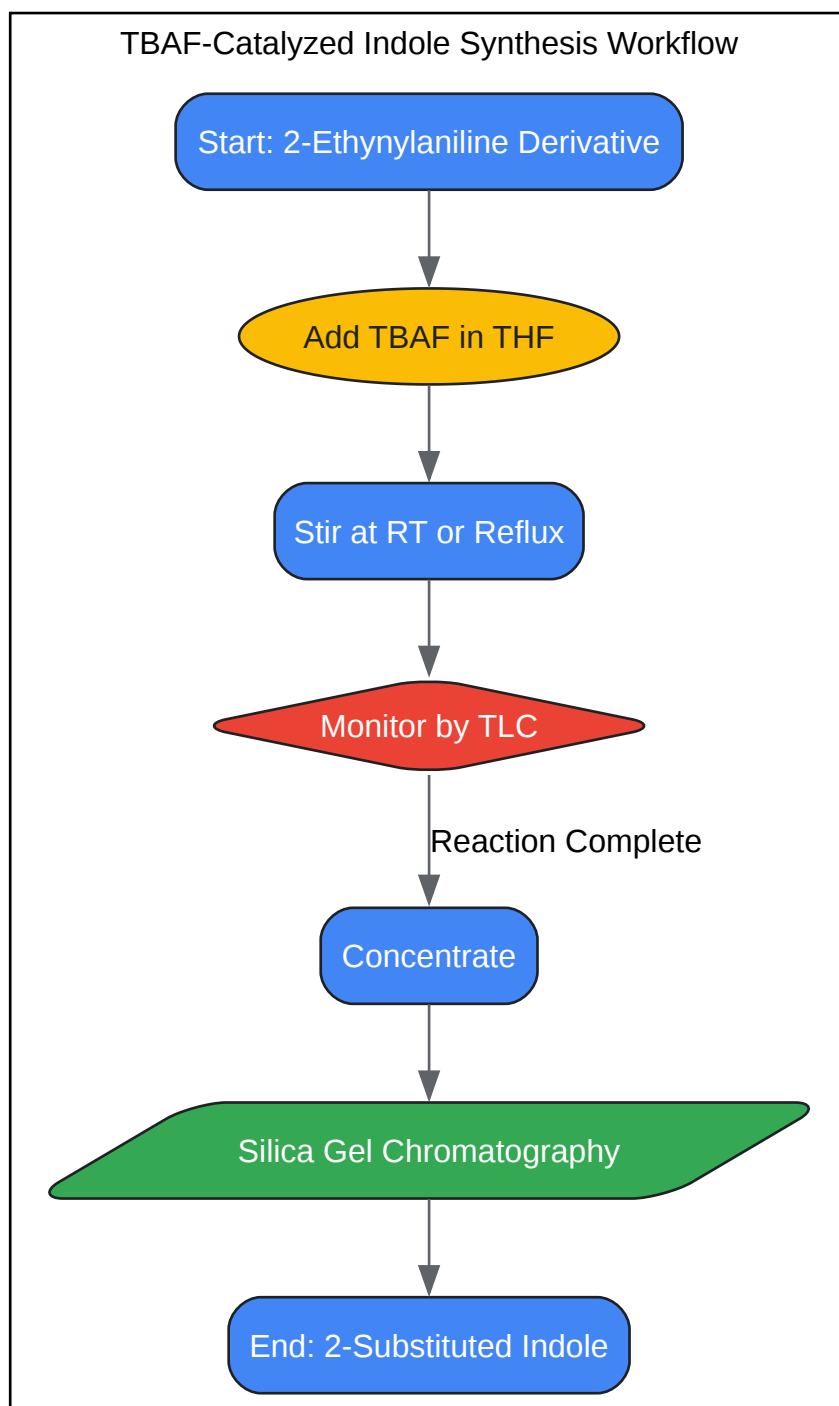 TBAF-Catalyzed Indole Synthesis Workflow
Start: 2-Ethynylaniline Derivative
Add TBAF in THF
Stir at RT or Reflux
Monitor by TLC
Reaction Complete
Concentrate
Silica Gel Chromatography
End: 2-Substituted Indole